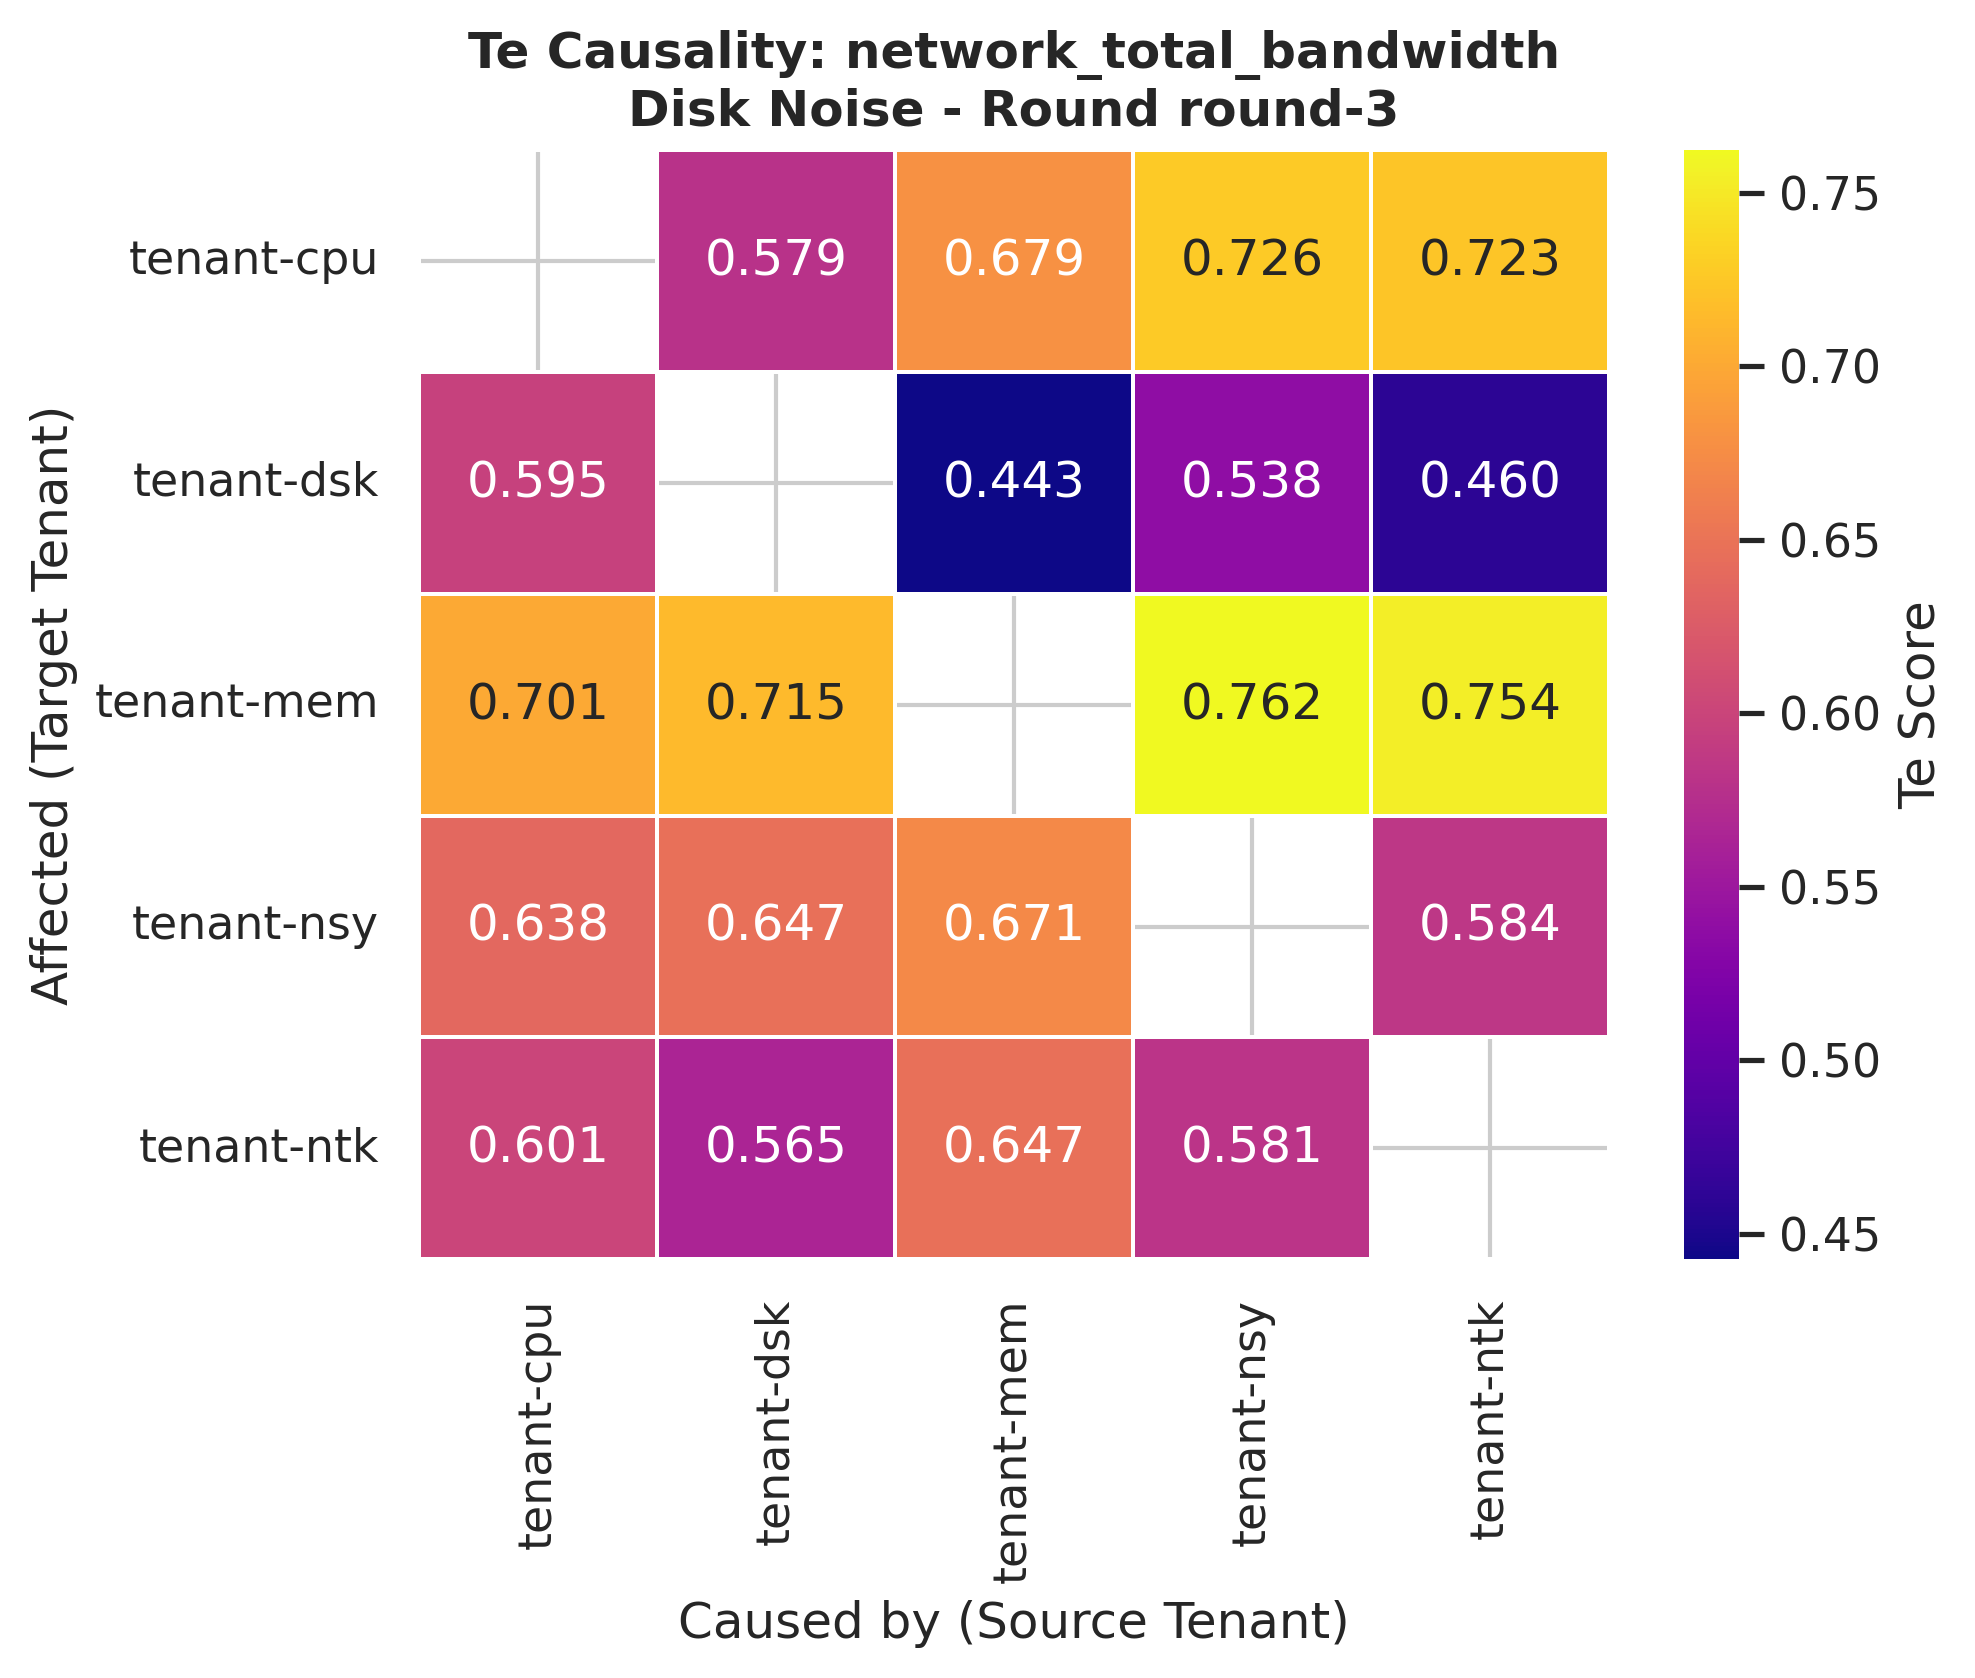 Te Causality: network_total_bandwidth
Disk Noise - Round round-3
Affected (Target Tenant)
tenant-cpu 0.579 0.679 0.726 0.723
tenant-dsk 0.595 0.443 0.538 0.460
tenant-mem 0.701 0.715 0.762 0.754
tenant-nsy 0.638 0.647 0.671 0.584
tenant-ntk 0.601 0.565 0.647 0.581
tenant-cpu tenant-dsk tenant-mem tenant-nsy tenant-ntk
Caused by (Source Tenant)
0.75
0.70
0.65
0.60
0.55
0.50
0.45
Te Score